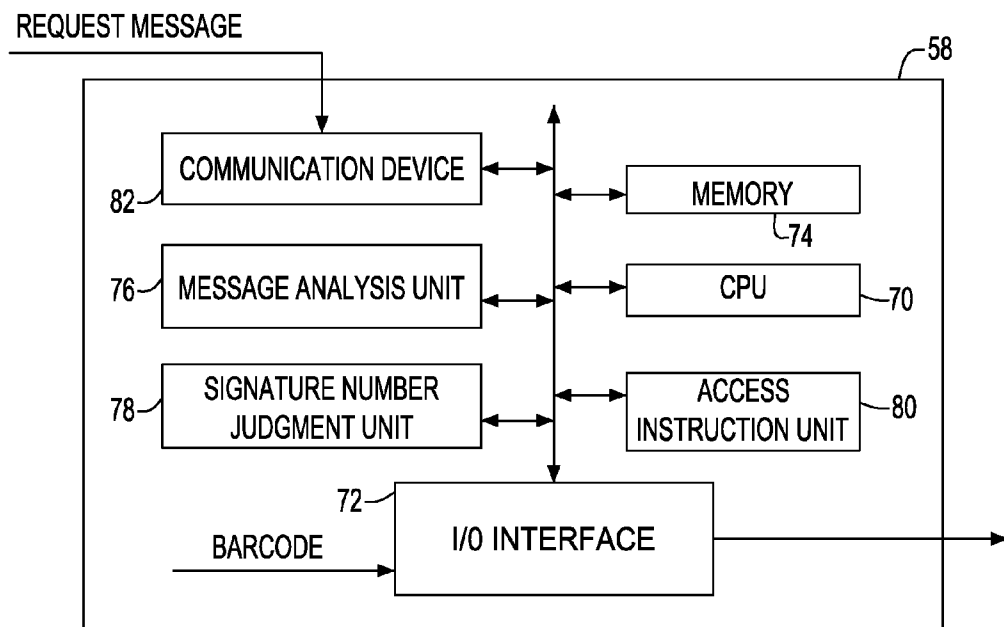 REQUEST MESSAGE
58
COMMUNICATION DEVICE
82
MEMORY
74
76
MESSAGE ANALYSIS UNIT
CPU
70
78
SIGNATURE NUMBER
JUDGMENT UNIT
ACCESS
INSTRUCTION UNIT
80
72
I/O INTERFACE
BARCODE